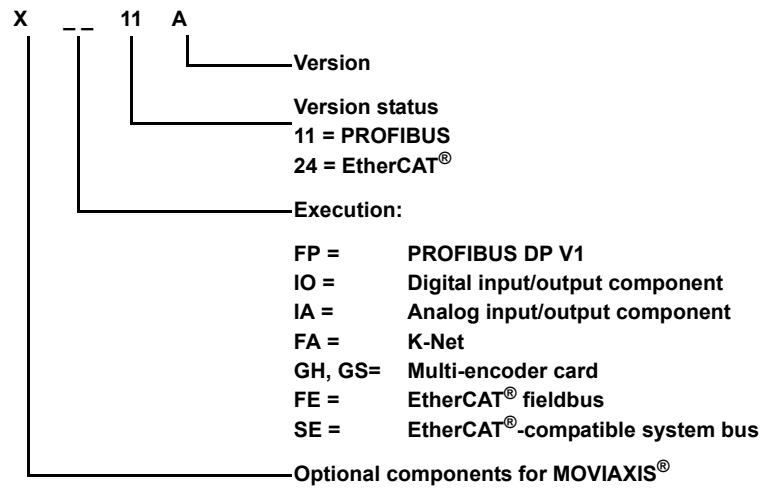 X _ _ 11 A
Version
Version status
11 = PROFIBUS
24 = EtherCAT®
Execution:
FP = PROFIBUS DP V1
IO = Digital input/output component
IA = Analog input/output component
FA = K-Net
GH, GS= Multi-encoder card
FE = EtherCAT® fieldbus
SE = EtherCAT®-compatible system bus
Optional components for MOVIAXIS®